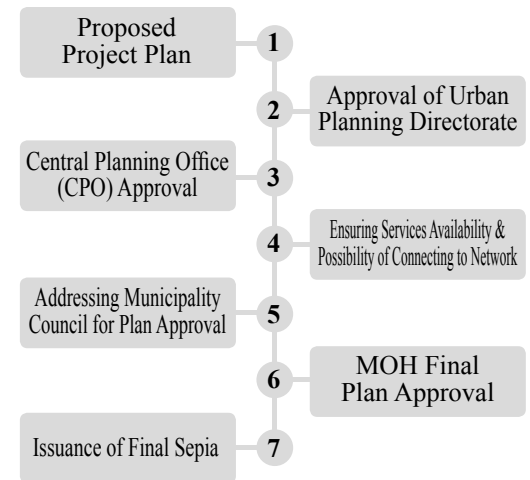 Proposed
Project Plan
1
2
Approval of Urban
Planning Directorate
Central Planning Office
(CPO) Approval
3
4
Ensuring Services Availability &
Possibility of Connecting to Network
Addressing Municipality
Council for Plan Approval
5
6
MOH Final
Plan Approval
Issuance of Final Sepia
7